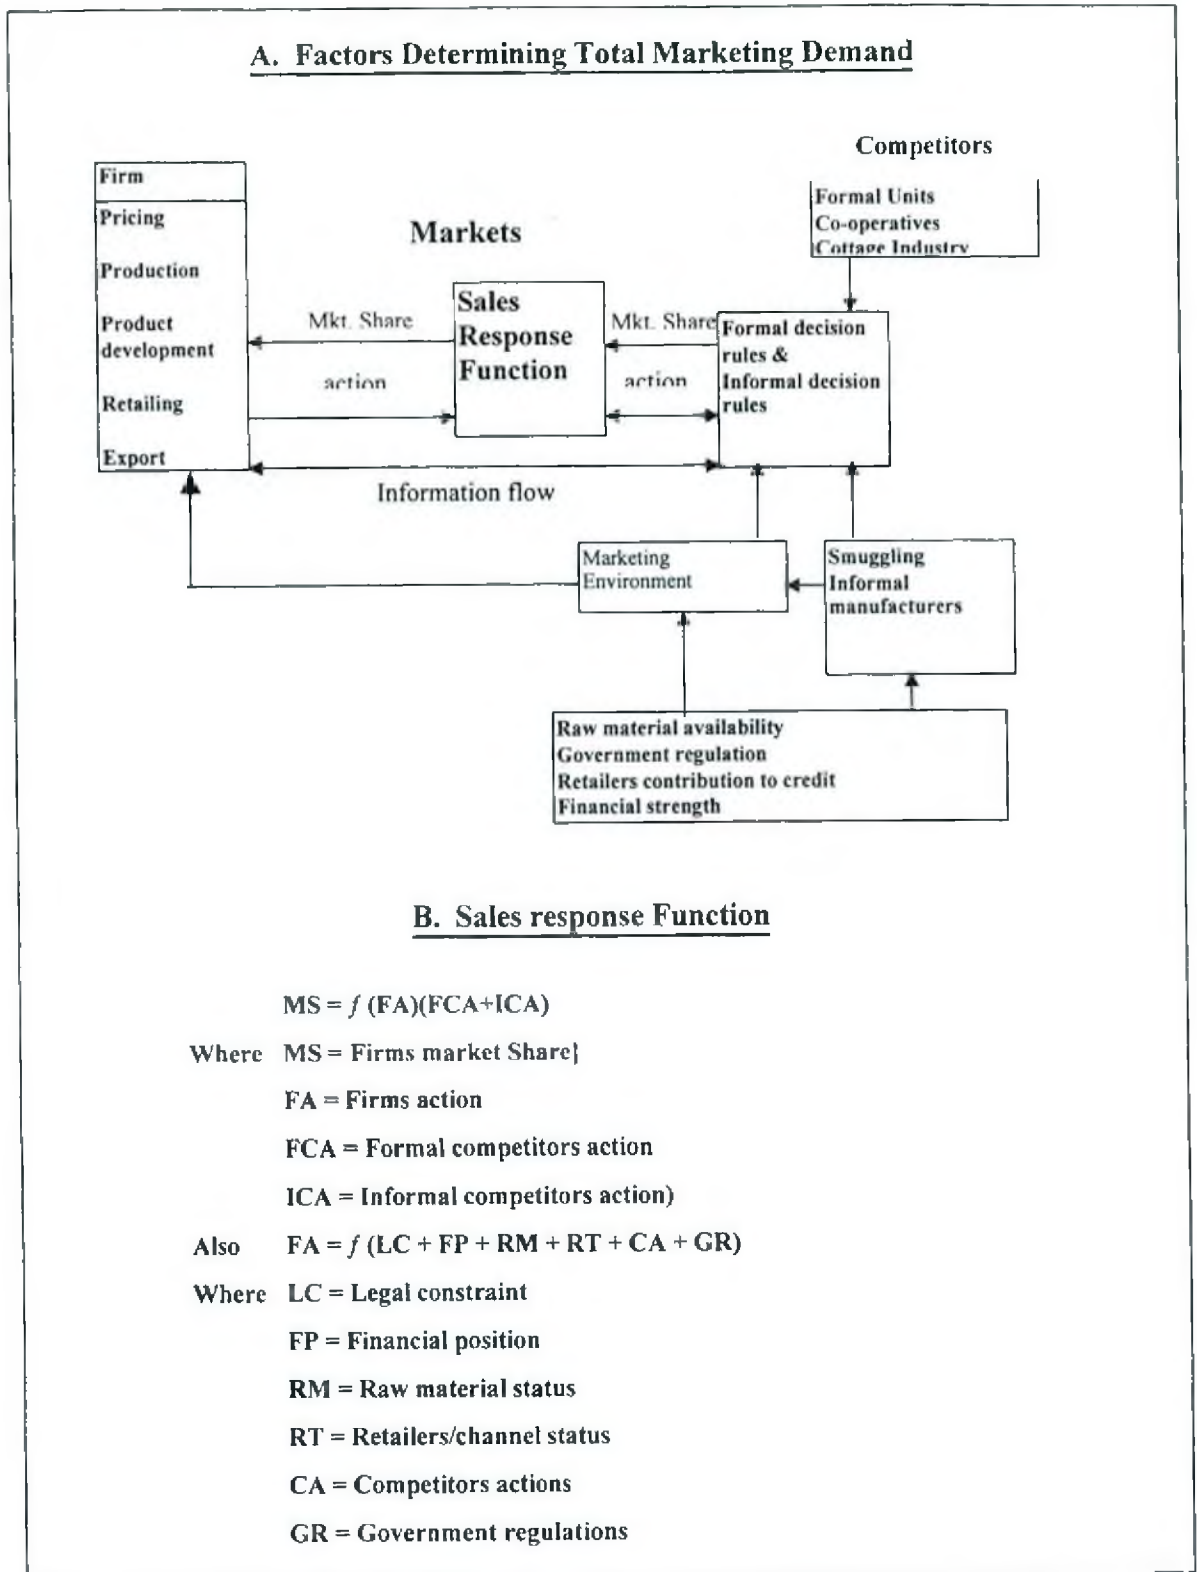 A. Factors Determining Total Marketing Demand
Competitors
Firm
Pricing
Production
Product
development
Retailing
Export
Markets
Formal Units
Co-operatives
Cottage Industry
Mkt. Share
action
Sales
Response
Function
Mkt. Share
action
Formal decision
rules &
Informal decision
rules
Information flow
Marketing
Environment
Smuggling
Informal
manufacturers
Raw material availability
Government regulation
Retailers contribution to credit
Financial strength
B. Sales response Function
MS = f (FA)(FCA+ICA)
Where MS = Firms market Share}
FA = Firms action
FCA = Formal competitors action
ICA = Informal competitors action)
Also FA = f (LC + FP + RM + RT + CA + GR)
Where LC = Legal constraint
FP = Financial position
RM = Raw material status
RT = Retailers/channel status
CA = Competitors actions
GR = Government regulations